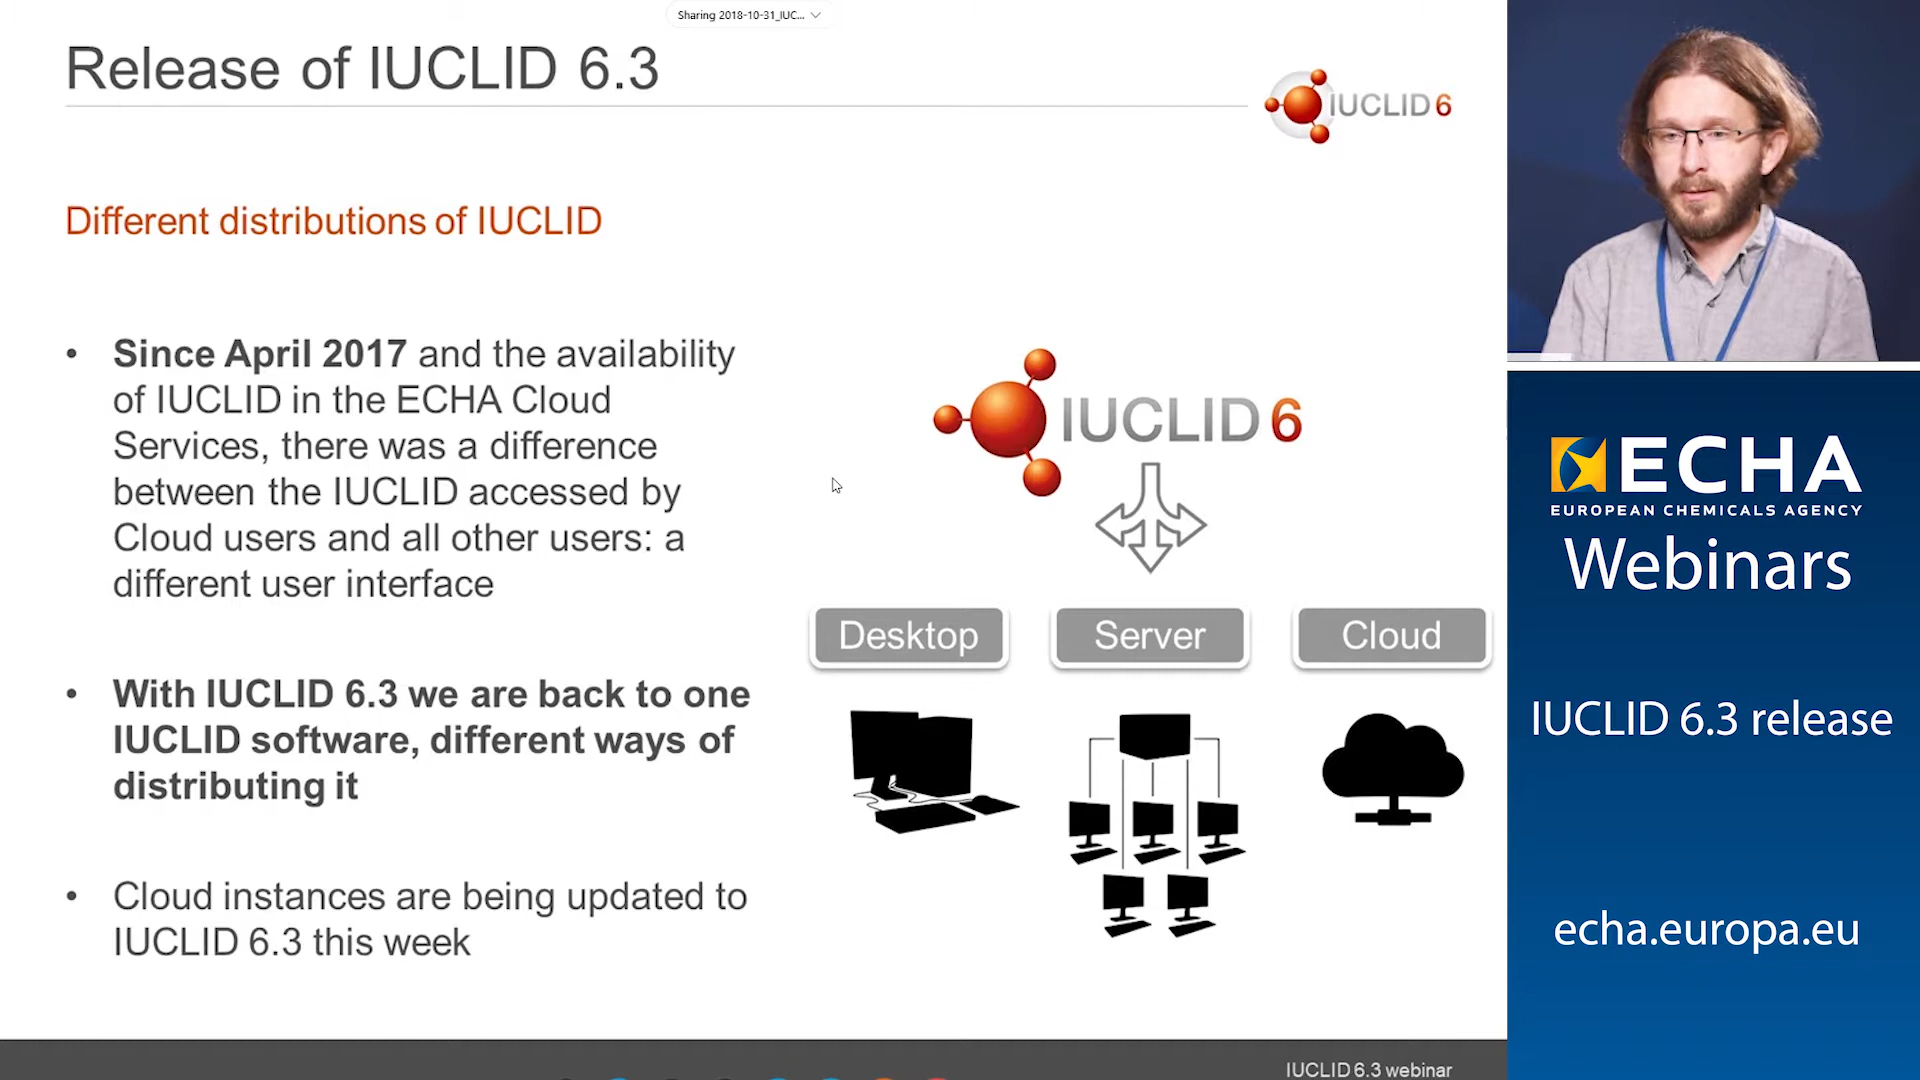 Sharing 2018-10-31_IUC...
Release of IUCLID 6.3
IUCLID 6
Different distributions of IUCLID
• Since April 2017 and the availability
of IUCLID in the ECHA Cloud
Services, there was a difference
between the IUCLID accessed by
Cloud users and all other users: a
different user interface
• With IUCLID 6.3 we are back to one
IUCLID software, different ways of
distributing it
• Cloud instances are being updated to
IUCLID 6.3 this week
IUCLID 6
Desktop
Server
Cloud
IUCLID 6.3 webinar
ECHA
EUROPEAN CHEMICALS AGENCY
Webinars
IUCLID 6.3 release
echa.europa.eu